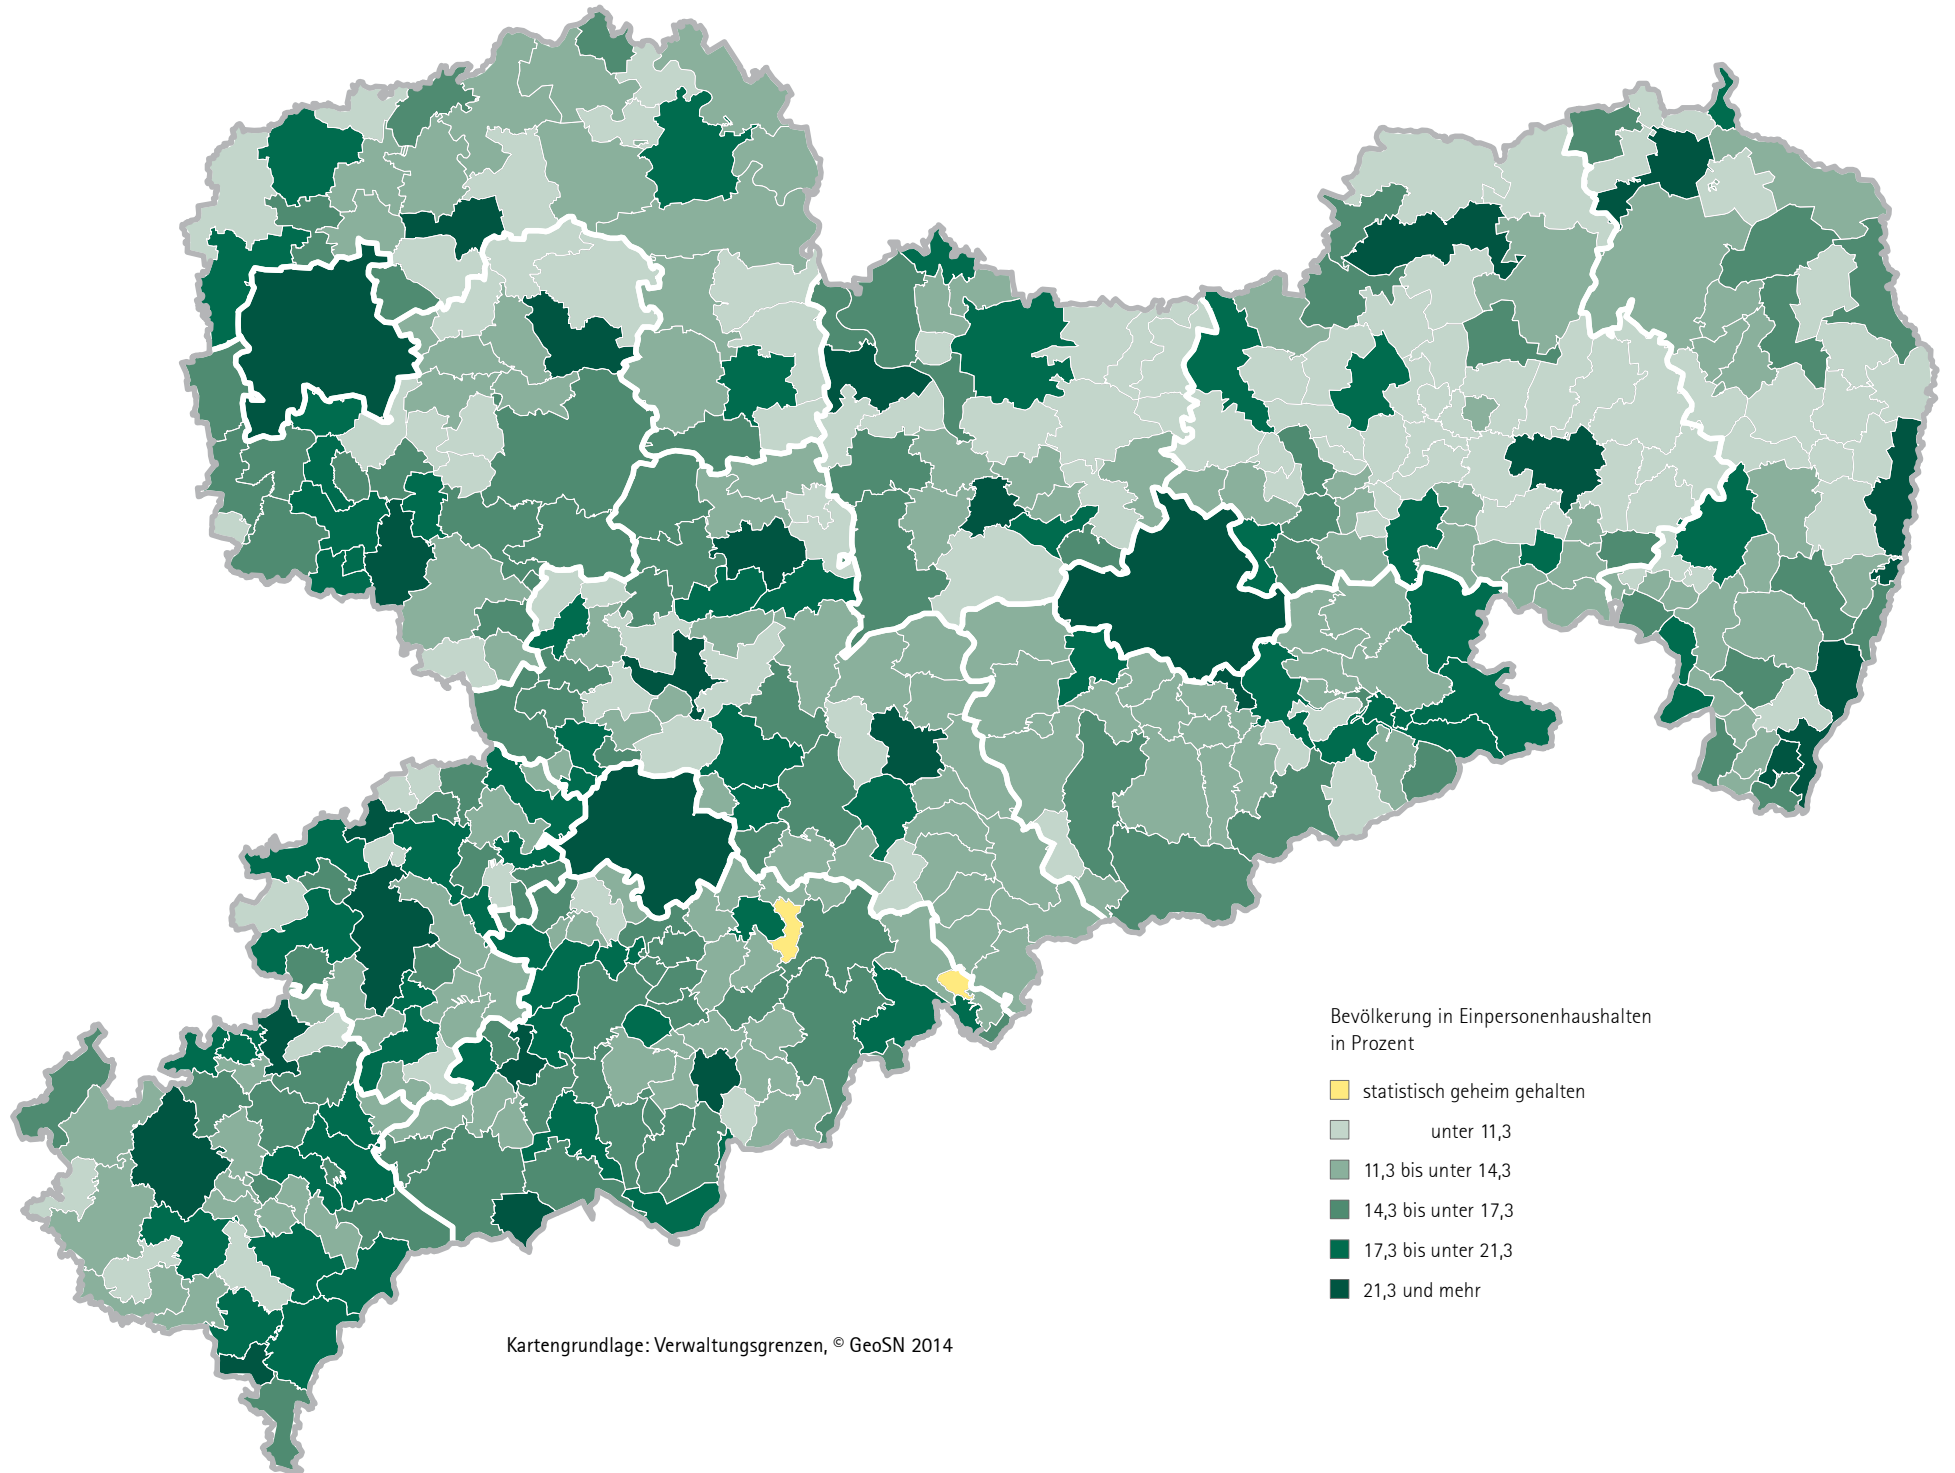 Bevölkerung in Einpersonenhaushalten
in Prozent
statistisch geheim gehalten
unter 11,3
11,3 bis unter 14,3
14,3 bis unter 17,3
17,3 bis unter 21,3
21,3 und mehr
Kartengrundlage: Verwaltungsgrenzen, © GeoSN 2014